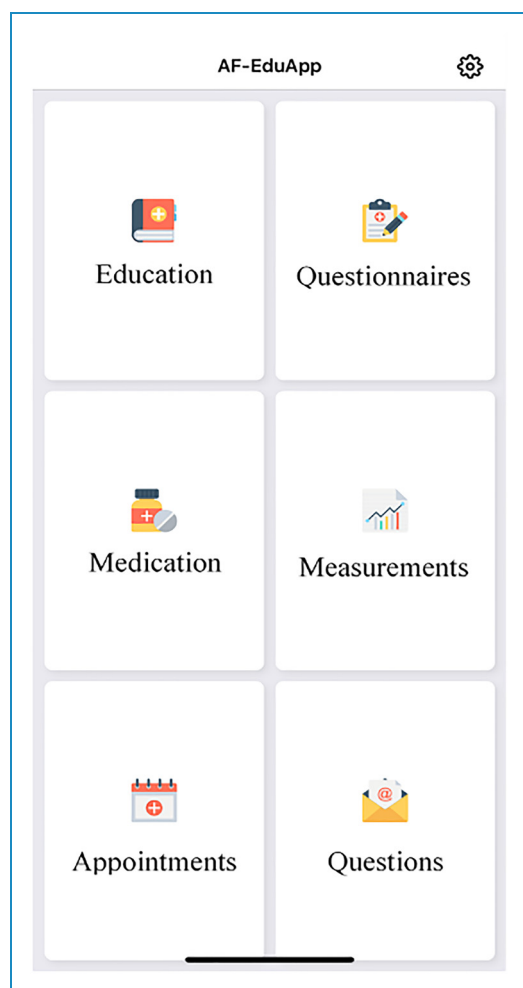 AF-EduApp
Education
Questionnaires
Medication
Measurements
Appointments
Questions